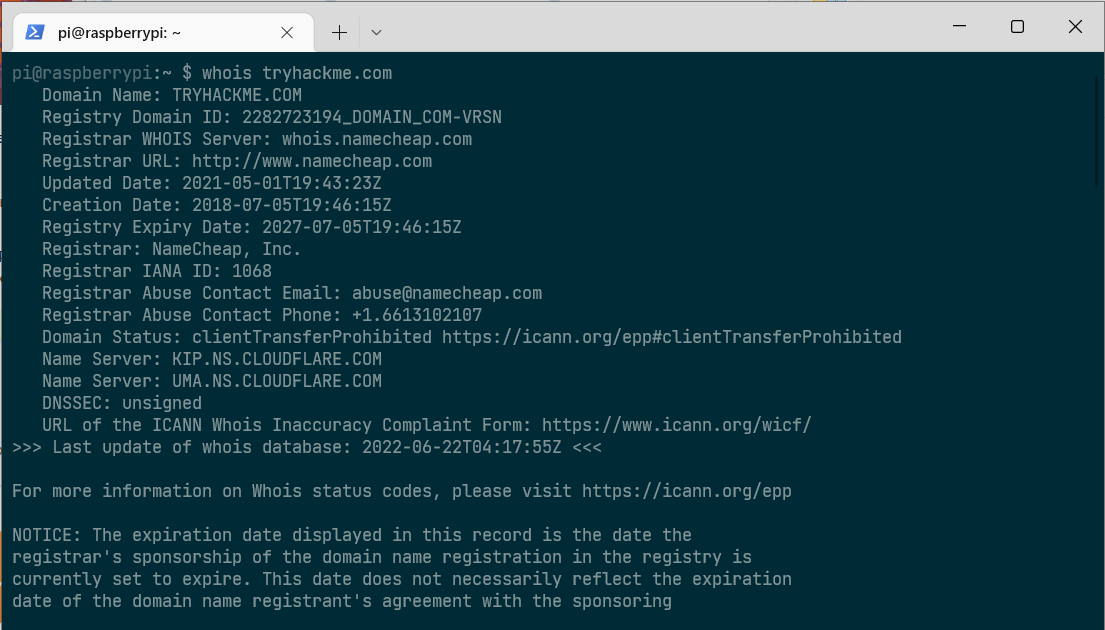 pi@raspberrypi: ~
pi@raspberrypi:~ $ whois tryhackme.com
Domain Name: TRYHACKME.COM
Registry Domain ID: 2282723194_DOMAIN_COM-VRSN
Registrar WHOIS Server: whois.namecheap.com
Registrar URL: http://www.namecheap.com
Updated Date: 2021-05-01T19:43:23Z
Creation Date: 2018-07-05T19:46:15Z
Registry Expiry Date: 2027-07-05T19:46:15Z
Registrar: NameCheap, Inc.
Registrar IANA ID: 1068
Registrar Abuse Contact Email: abuse@namecheap.com
Registrar Abuse Contact Phone: +1.6613102107
Domain Status: clientTransferProhibited https://icann.org/epp#clientTransferProhibited
Name Server: KIP.NS.CLOUDFLARE.COM
Name Server: UMA.NS.CLOUDFLARE.COM
DNSSEC: unsigned
URL of the ICANN Whois Inaccuracy Complaint Form: https://www.icann.org/wicf/
>>> Last update of whois database: 2022-06-22T04:17:55Z <<<
For more information on Whois status codes, please visit https://icann.org/epp
NOTICE: The expiration date displayed in this record is the date the
registrar's sponsorship of the domain name registration in the registry is
currently set to expire. This date does not necessarily reflect the expiration
date of the domain name registrant's agreement with the sponsoring